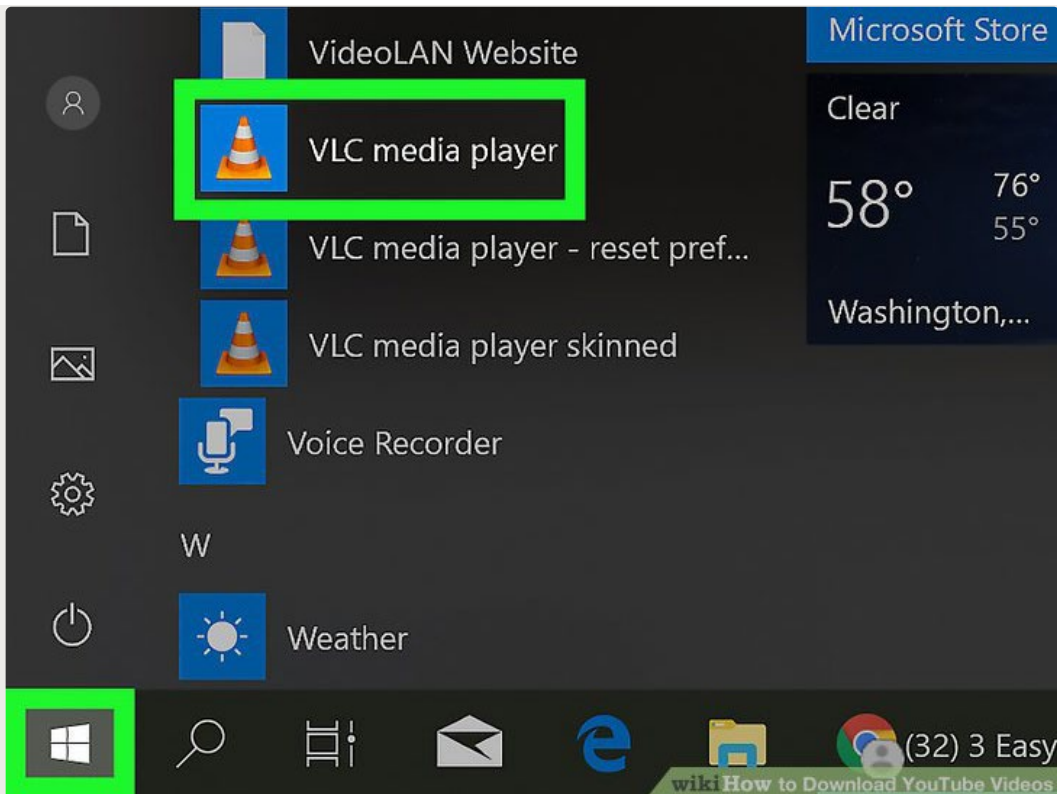 VideoLAN Website
VLC media player
VLC media player - reset pref...
VLC media player skinned
Voice Recorder
W
Weather
Microsoft Store
Clear
58°
76°
55°
Washington,...
(32) 3 Easy
wikiHow to Download YouTube Videos